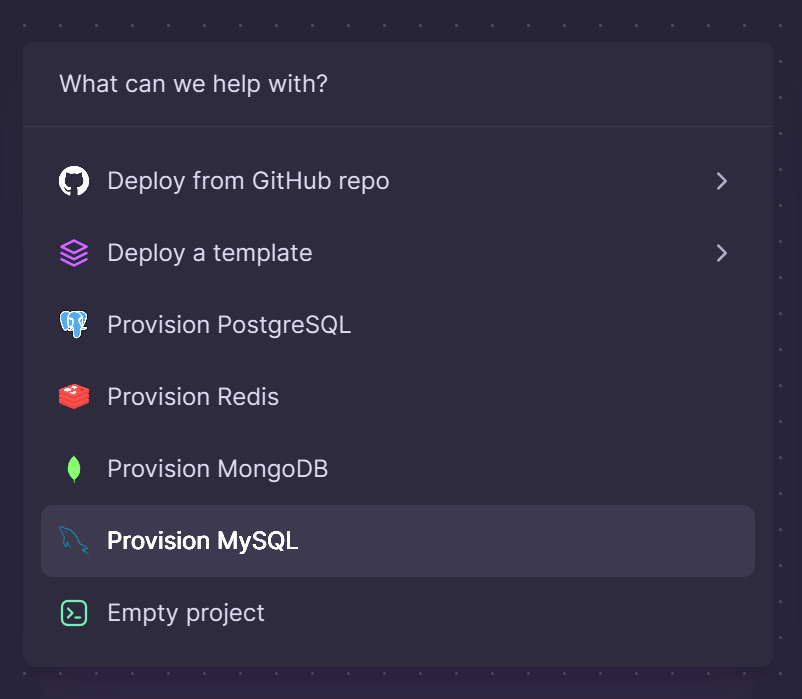 What can we help with?
Deploy from GitHub repo
Deploy a template
Provision PostgreSQL
Provision Redis
Provision MongoDB
Provision MySQL
Empty project